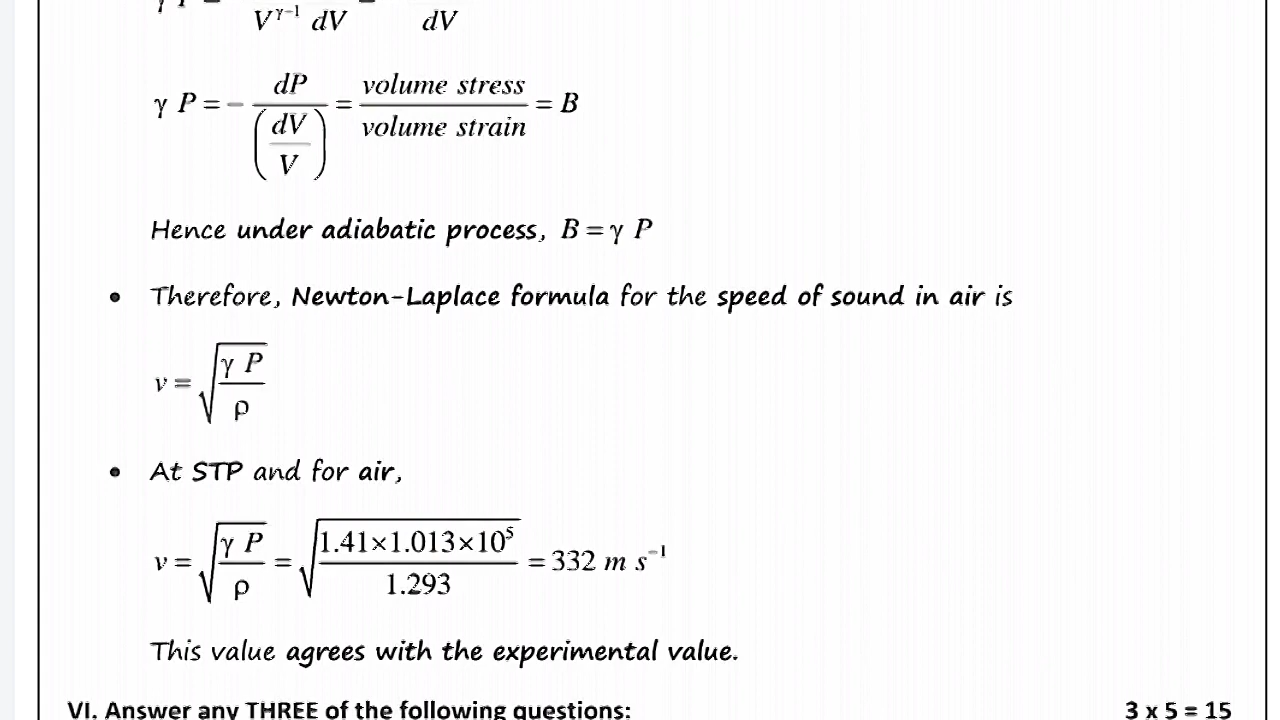 γ P = V^γ-1 dV = dV
γ P = - dP / (dV / V) = volume stress / volume strain = B
Hence under adiabatic process, B = γ P
• Therefore, Newton-Laplace formula for the speed of sound in air is
v = √(γ P / ρ)
• At STP and for air,
v = √(γ P / ρ) = √(1.41×1.013×10⁵ / 1.293) = 332 m s⁻¹
This value agrees with the experimental value.
VI. Answer any THREE of the following questions: 3 x 5 = 15